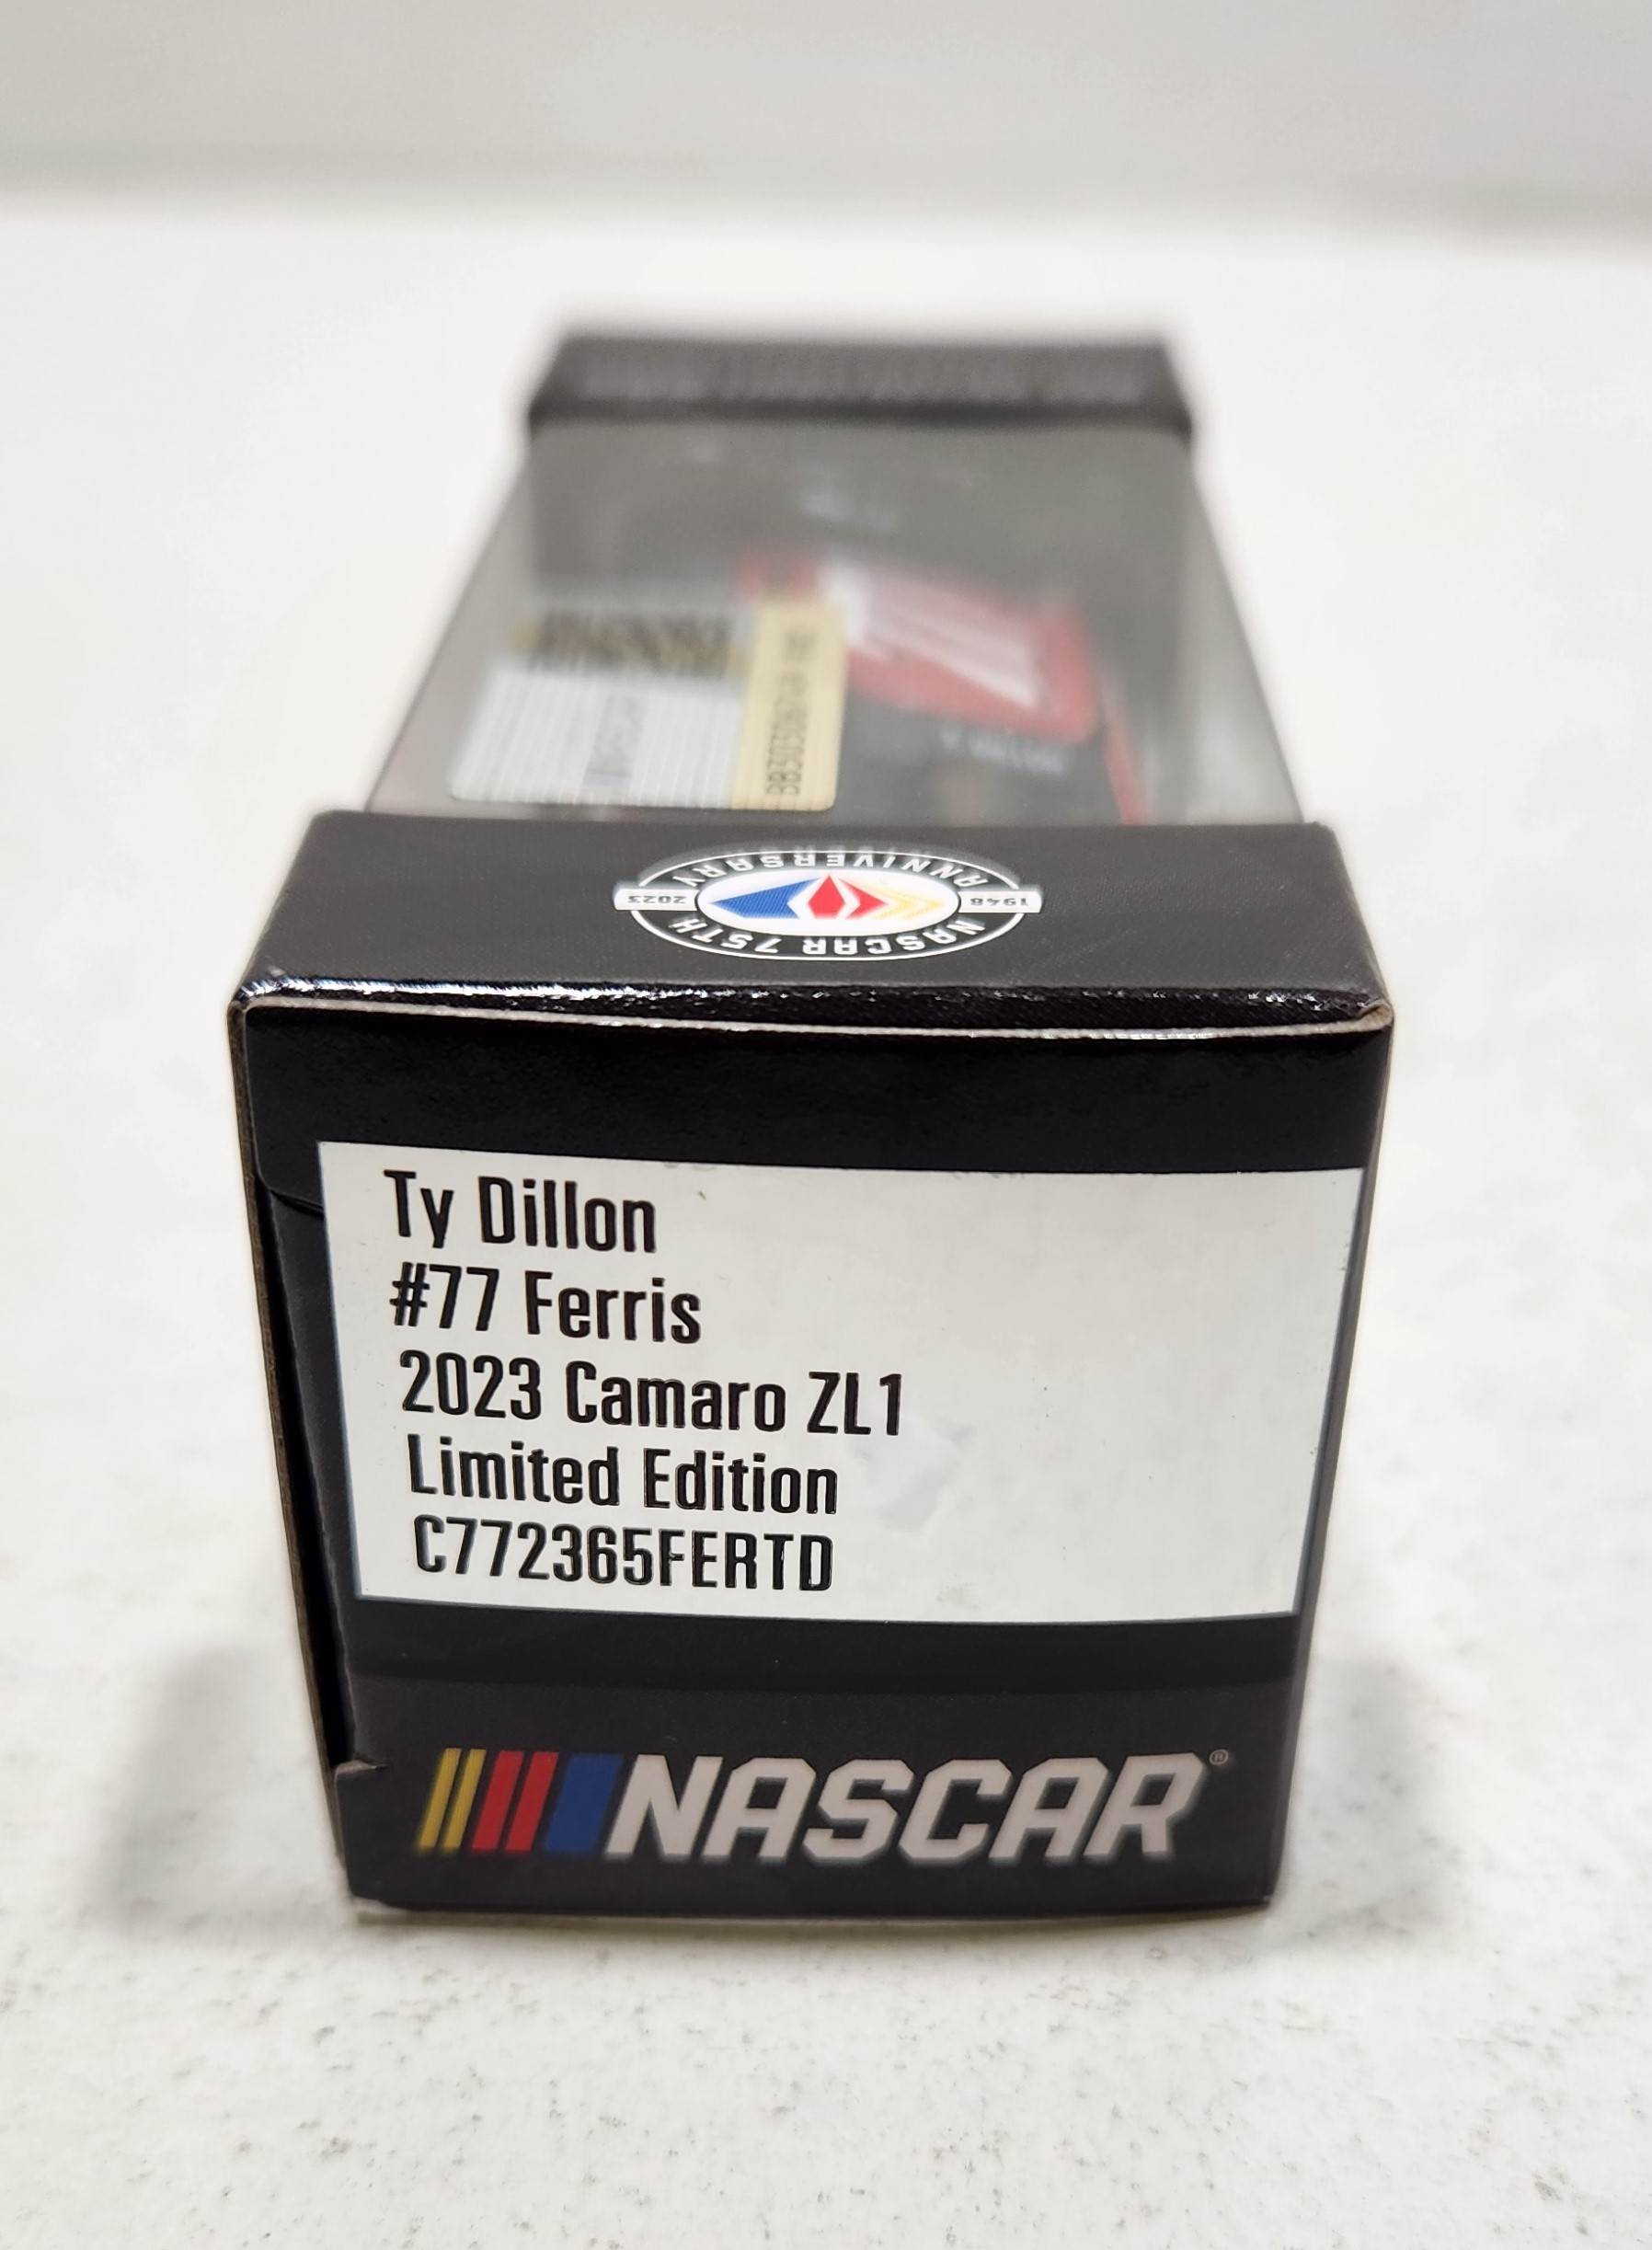 NASCAR 75TH
ANNIVERSARY
1948
2023
Ty Dillon
#77 Ferris
2023 Camaro ZL1
Limited Edition
C772365FERTD
NASCAR®